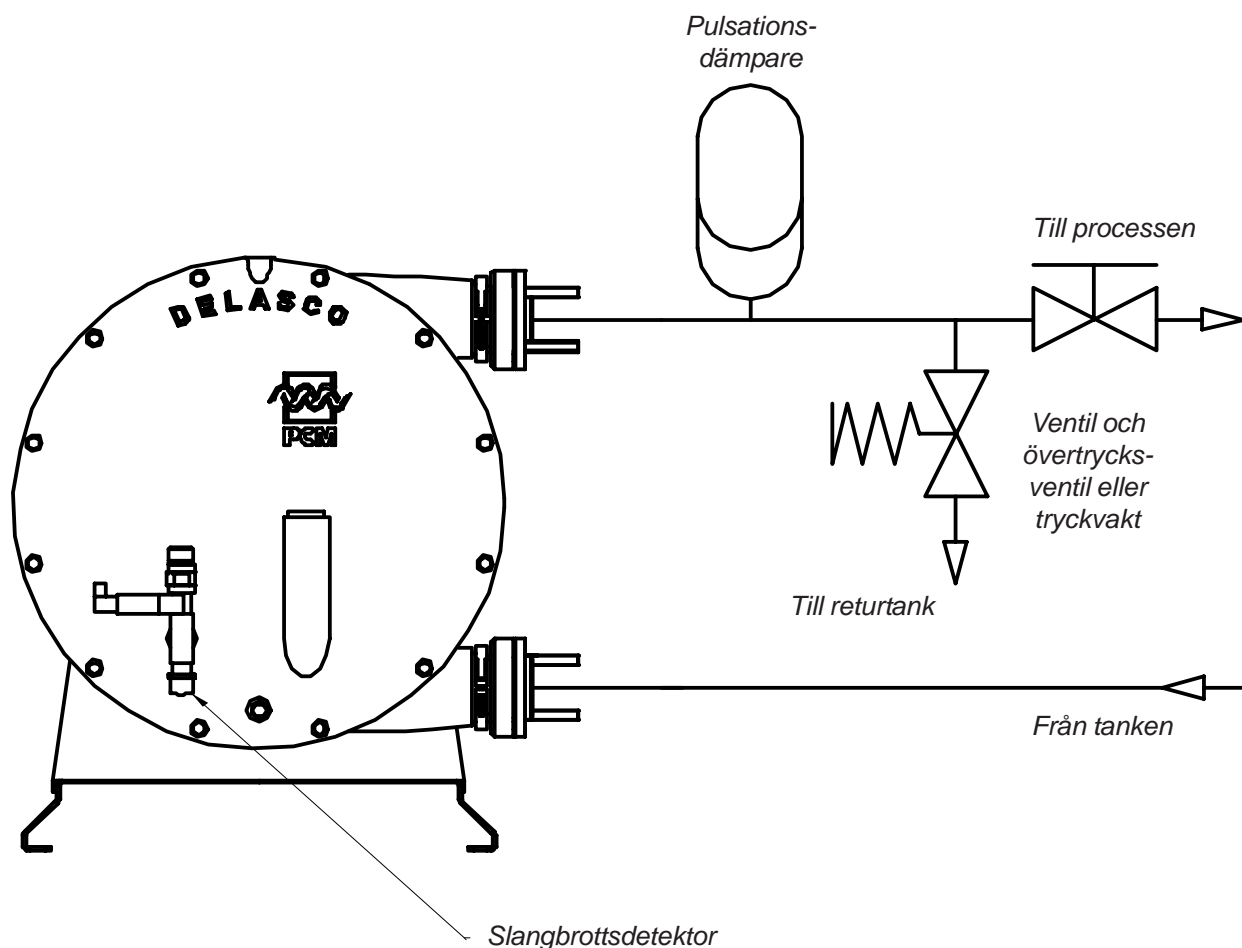 Pulsations-
dämpare
Till processen
DELASCO
PCM
Ventil och
övertrycks-
ventil eller
tryckvakt
Till returtank
Från tanken
Slangbrottsdetektor